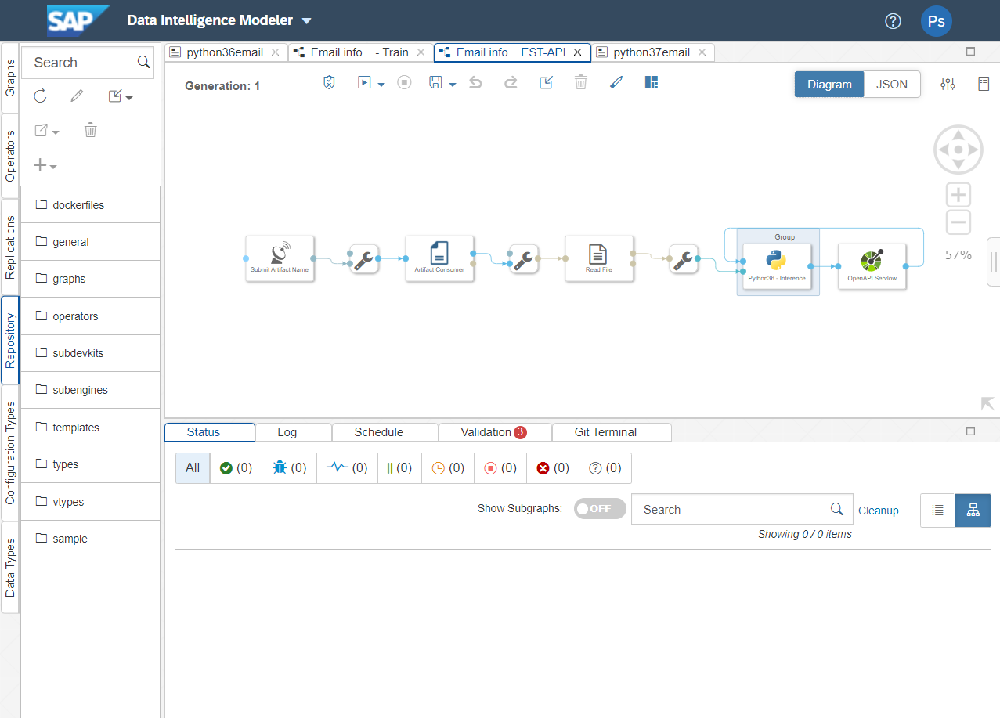 SAP
Data Intelligence Modeler
Ps
Graphs
Operators
Replications
Repository
Configuration Types
Data Types
Search
dockerfiles
general
graphs
operators
subdevkits
subengines
templates
types
vtypes
sample
python36email
Email info ...- Train
Email info ...EST-API
python37email
Generation: 1
Diagram
JSON
57%
Submit Artifact Name
Artifact Consumer
Read File
Group
Python36 - Inference
OpenAPI Servlow
Status
Log
Schedule
Validation 3
Git Terminal
All
(0)
(0)
(0)
(0)
(0)
(0)
(0)
(0)
Show Subgraphs:
OFF
Search
Cleanup
Showing 0 / 0 items